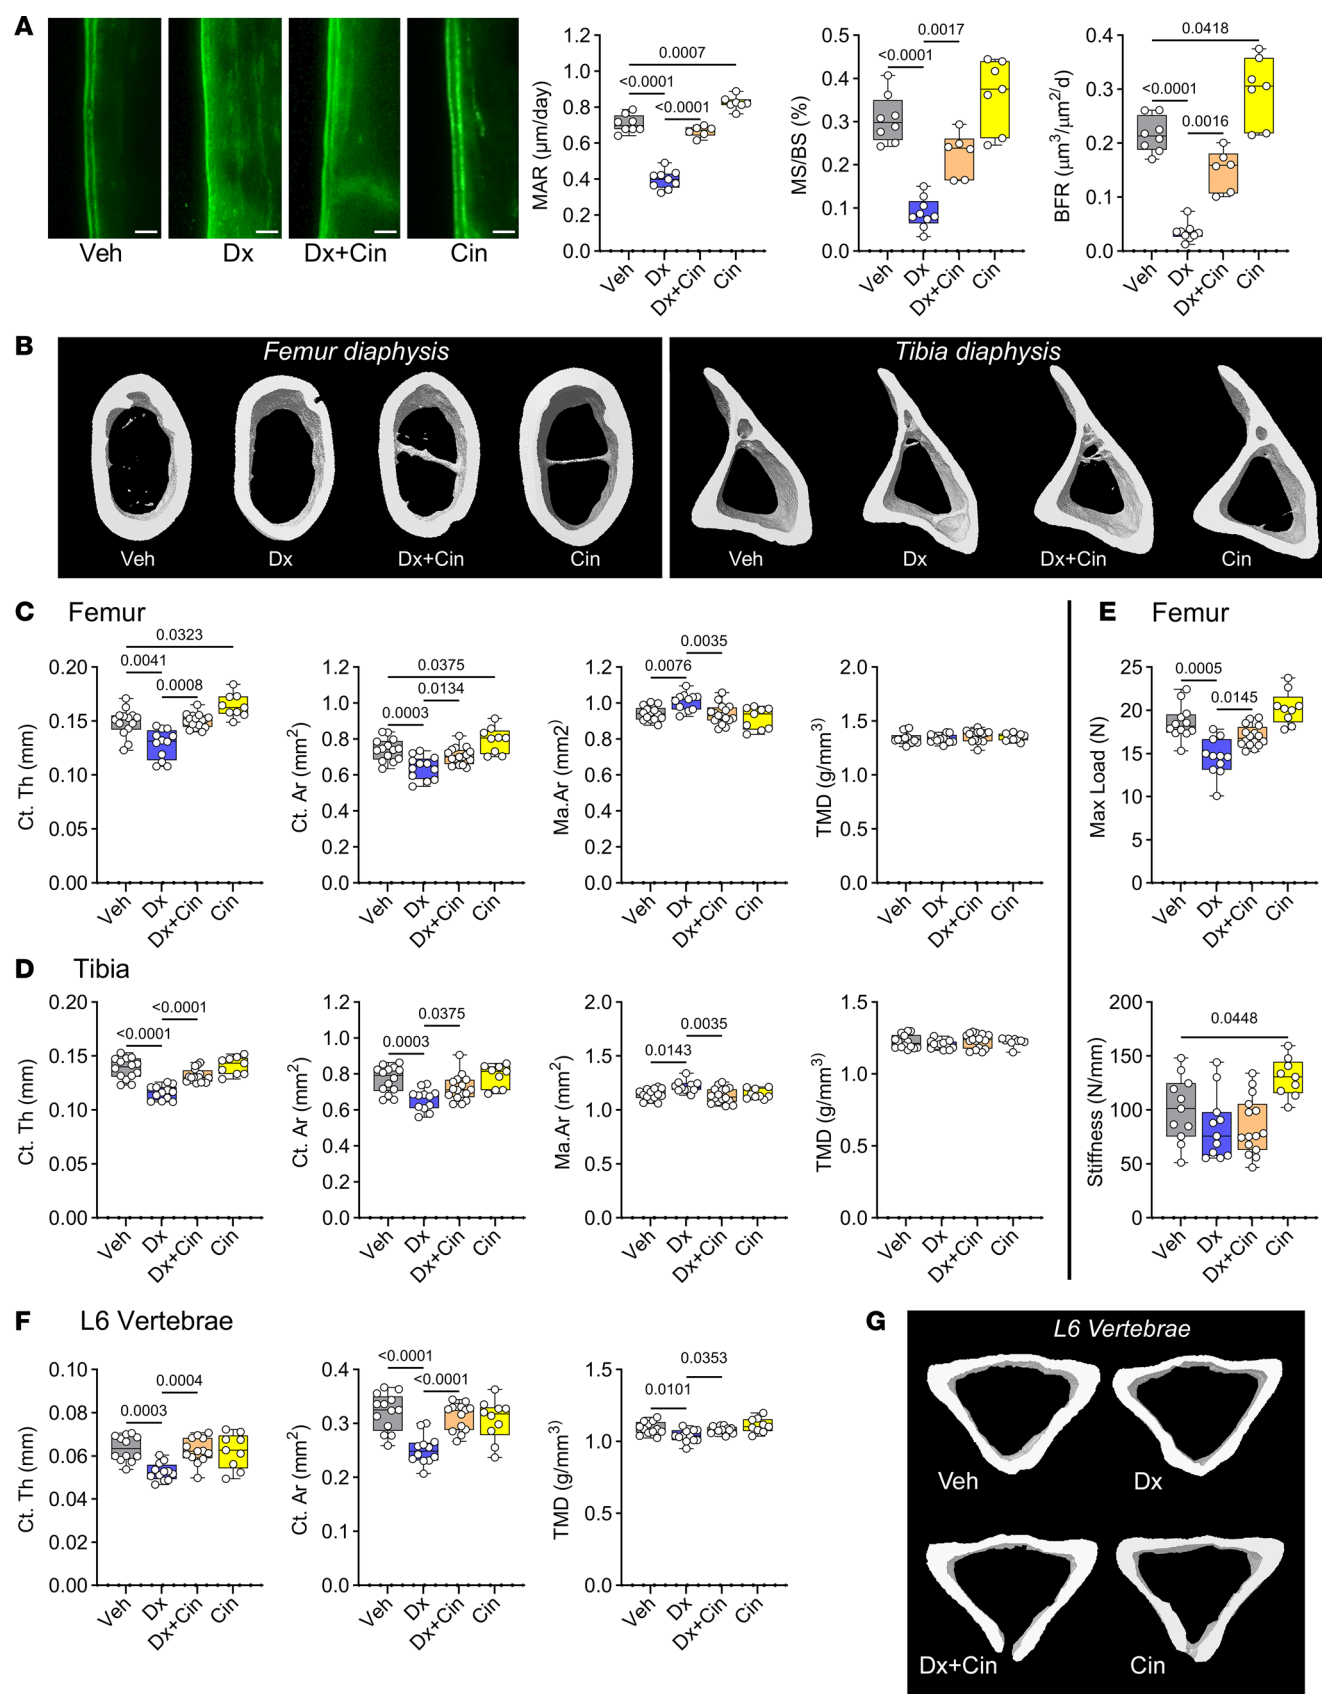 A
Veh
Dx
Dx+Cin
Cin
MAR (µm/day)
1.2
1.0
0.8
0.6
0.4
0.2
0.0
0.0007
<0.0001
<0.0001
Veh
Dx
Dx+Cin
Cin
MS/BS (%)
0.5
0.4
0.3
0.2
0.1
0.0
0.0017
<0.0001
Veh
Dx
Dx+Cin
Cin
BFR (µm³/µm²/d)
0.4
0.3
0.2
0.1
0.0
0.0418
<0.0001
0.0016
Veh
Dx
Dx+Cin
Cin
B
Femur diaphysis
Veh
Dx
Dx+Cin
Cin
Tibia diaphysis
Veh
Dx
Dx+Cin
Cin
C
Femur
Ct. Th (mm)
0.20
0.15
0.10
0.05
0.00
0.0323
0.0041
0.0008
Veh
Dx
Dx+Cin
Cin
Ct. Ar (mm²)
1.2
1.0
0.8
0.6
0.4
0.2
0.0
0.0375
0.0134
0.0003
Veh
Dx
Dx+Cin
Cin
Ma.Ar (mm2)
1.2
1.0
0.8
0.6
0.4
0.2
0.0
0.0035
0.0076
Veh
Dx
Dx+Cin
Cin
TMD (g/mm³)
2.0
1.5
1.0
0.5
0.0
Veh
Dx
Dx+Cin
Cin
E
Femur
Max Load (N)
25
20
15
10
5
0
0.0005
0.0145
Veh
Dx
Dx+Cin
Cin
D
Tibia
Ct. Th (mm)
0.20
0.15
0.10
0.05
0.00
<0.0001
<0.0001
Veh
Dx
Dx+Cin
Cin
Ct. Ar (mm²)
1.2
1.0
0.8
0.6
0.4
0.2
0.0
0.0375
0.0003
Veh
Dx
Dx+Cin
Cin
Ma.Ar (mm²)
2.0
1.5
1.0
0.5
0.0
0.0035
0.0143
Veh
Dx
Dx+Cin
Cin
TMD (g/mm³)
1.5
1.0
0.5
0.0
Veh
Dx
Dx+Cin
Cin
Stiffness (N/mm)
200
150
100
50
0
0.0448
Veh
Dx
Dx+Cin
Cin
F
L6 Vertebrae
Ct. Th (mm)
0.10
0.08
0.06
0.04
0.02
0.00
0.0004
0.0003
Veh
Dx
Dx+Cin
Cin
Ct. Ar (mm²)
0.4
0.3
0.2
0.1
0.0
<0.0001
<0.0001
Veh
Dx
Dx+Cin
Cin
TMD (g/mm³)
1.5
1.0
0.5
0.0
0.0353
0.0101
Veh
Dx
Dx+Cin
Cin
G
L6 Vertebrae
Veh
Dx
Dx+Cin
Cin